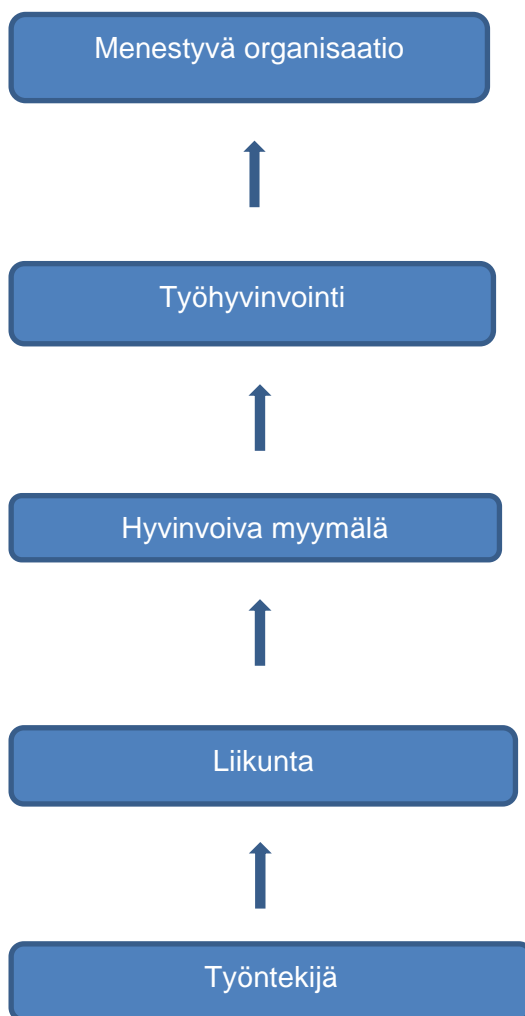 Menestyvä organisaatio
Työhyvinvointi
Hyvinvoiva myymälä
Liikunta
Työntekijä